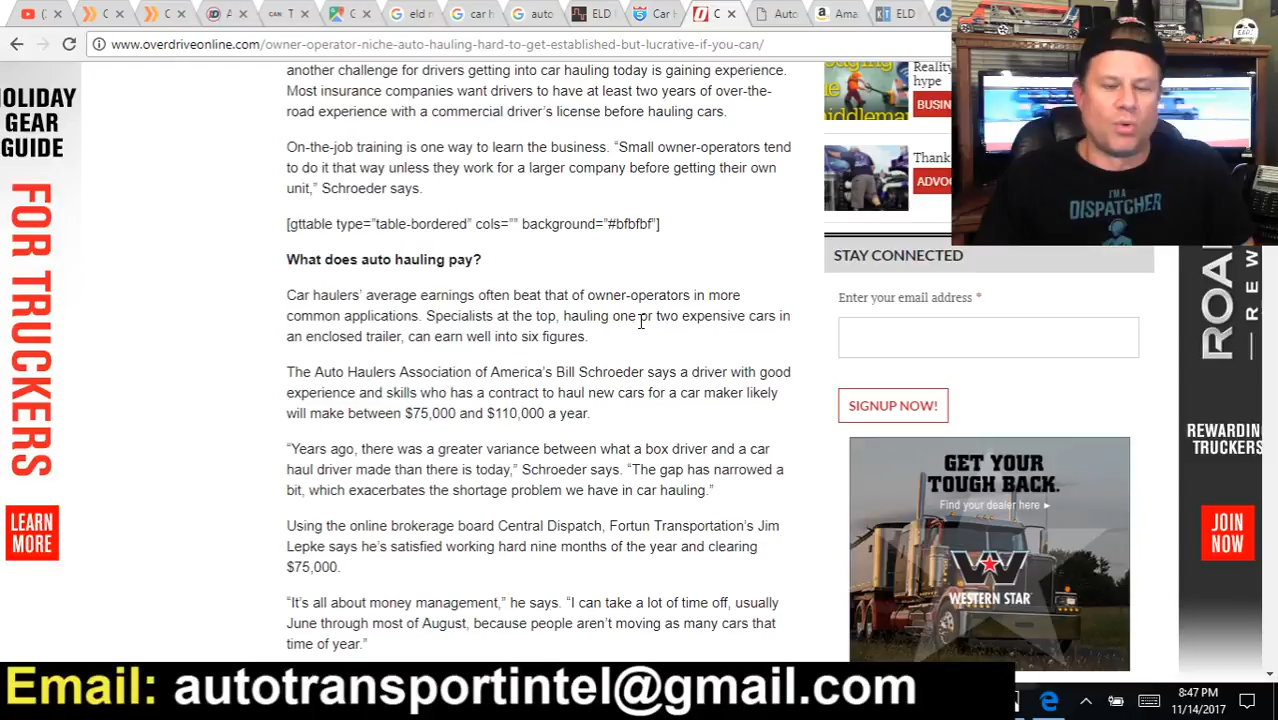 C
C
A
CAN T
G
eld n
car h
auto
ELD
Car H
C
Auto
Ama
ELD
www.overdriveonline.com/owner-operator-niche-auto-hauling-hard-to-get-established-but-lucrative-if-you-can/
HOLIDAY
GEAR
GUIDE
FOR TRUCKERS
LEARN
MORE
another challenge for drivers getting into car hauling today is gaining experience.
Most insurance companies want drivers to have at least two years of over-the-
road experience with a commercial driver's license before hauling cars.
On-the-job training is one way to learn the business. “Small owner-operators tend
to do it that way unless they work for a larger company before getting their own
unit,” Schroeder says.
[gttable type=”table-bordered” cols=”” background=”#bfbfbf”]
What does auto hauling pay?
Car haulers’ average earnings often beat that of owner-operators in more
common applications. Specialists at the top, hauling one or two expensive cars in
an enclosed trailer, can earn well into six figures.
The Auto Haulers Association of America’s Bill Schroeder says a driver with good
experience and skills who has a contract to haul new cars for a car maker likely
will make between $75,000 and $110,000 a year.
“Years ago, there was a greater variance between what a box driver and a car
haul driver made than there is today,” Schroeder says. “The gap has narrowed a
bit, which exacerbates the shortage problem we have in car hauling.”
Using the online brokerage board Central Dispatch, Fortun Transportation’s Jim
Lepke says he’s satisfied working hard nine months of the year and clearing
$75,000.
“It’s all about money management,” he says. “I can take a lot of time off, usually
June through most of August, because people aren’t moving as many cars that
time of year.”
Reality
hype
BUSIN
Thank
ADVO
I'M A
DISPATCHER
STAY CONNECTED
Enter your email address *
SIGNUP NOW!
GET YOUR
TOUGH BACK.
Find your dealer here ►
WESTERN STAR
REWARDING
TRUCKERS
JOIN
NOW
Email: autotransportintel@gmail.com
8:47 PM
11/14/2017